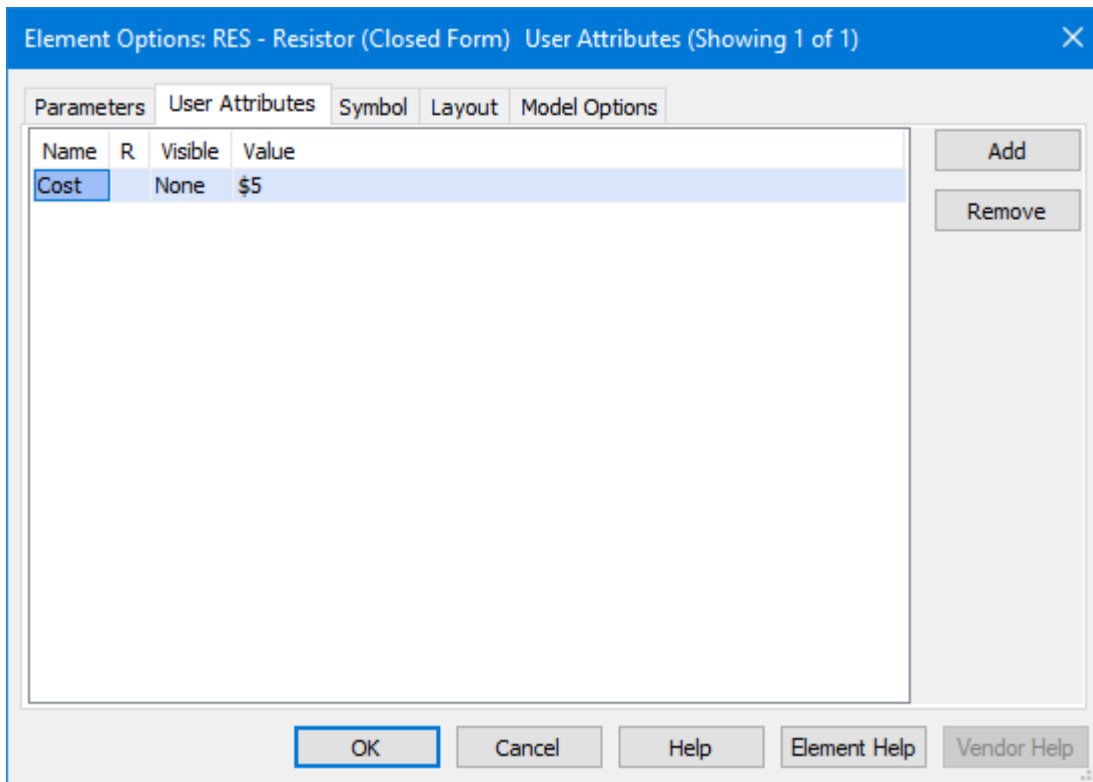 Element Options: RES - Resistor (Closed Form)  User Attributes (Showing 1 of 1)
Parameters User Attributes Symbol Layout Model Options
Name R Visible Value
Cost None $5
Add
Remove
OK Cancel Help Element Help Vendor Help